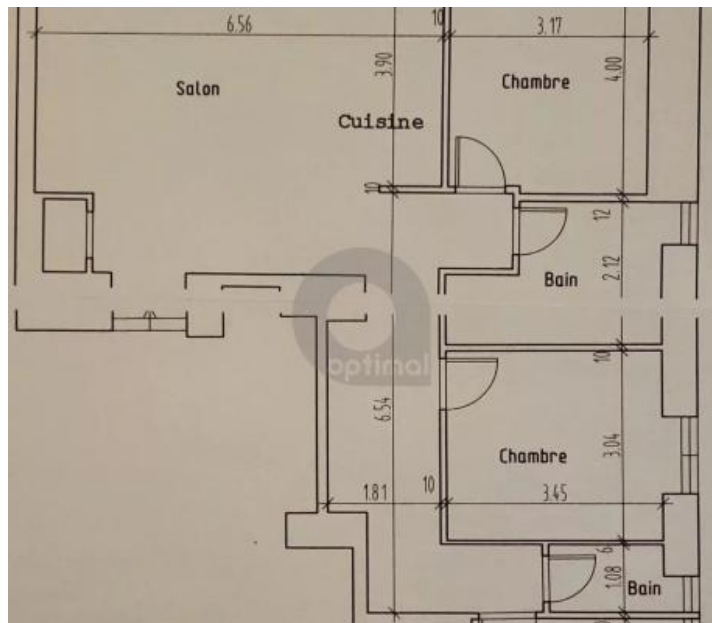 6.56
10
3.17
3.90
4.00
Salon
Chambre
Cuisine
10
12
2.12
Bain
optimal
10
6.54
3.04
Chambre
1.81
10
3.45
6
1.08
Bain